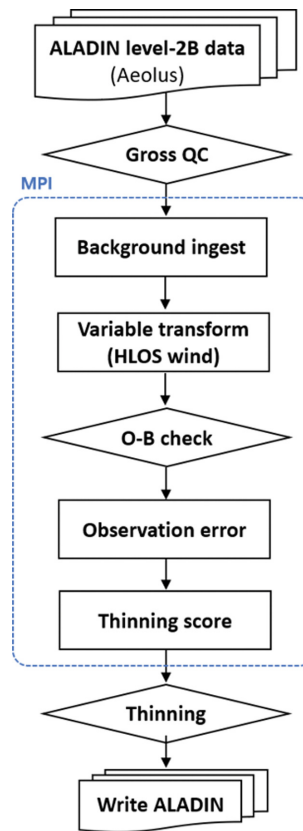 ALADIN level-2B data
(Aeolus)
Gross QC
MPI
Background ingest
Variable transform
(HLOS wind)
O-B check
Observation error
Thinning score
Thinning
Write ALADIN